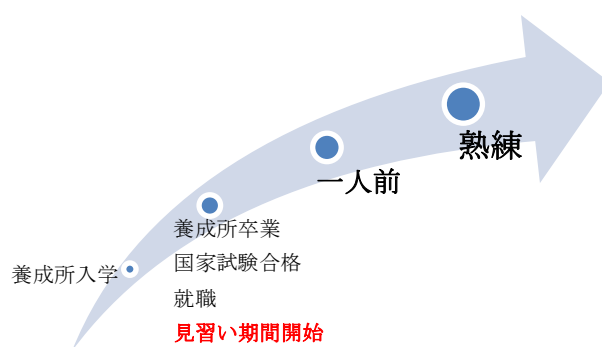 養成所入学
養成所卒業
国家試験合格
就職
見習い期間開始
一人前
熟練